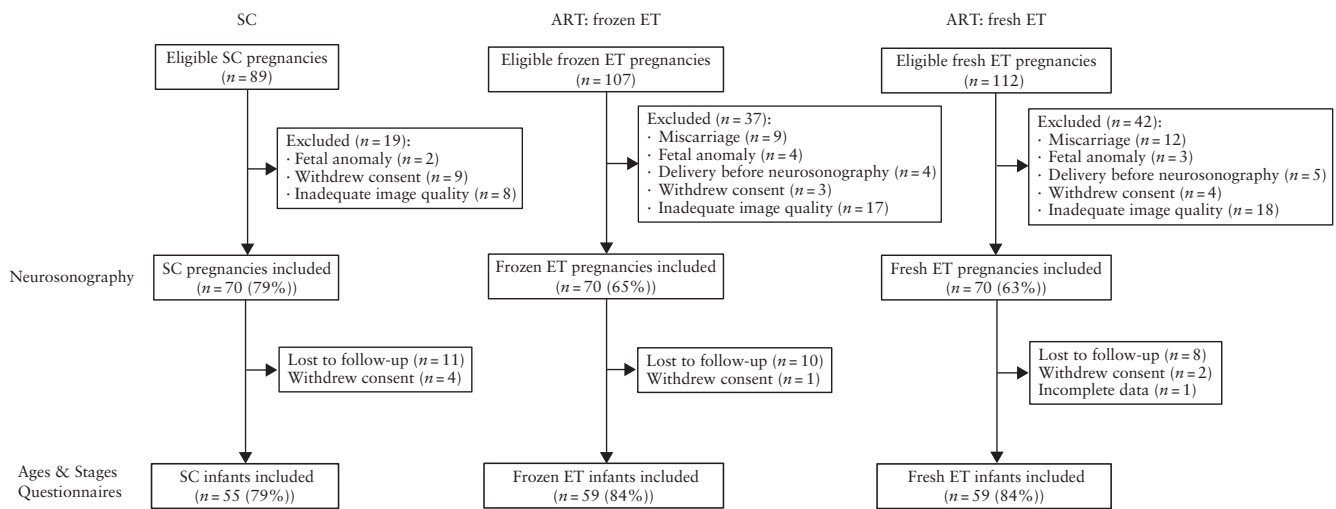 SC
Eligible SC pregnancies
(n = 89)
Excluded (n = 19):
· Fetal anomaly (n = 2)
· Withdrew consent (n = 9)
· Inadequate image quality (n = 8)
Neurosonography
SC pregnancies included
(n = 70 (79%))
Lost to follow-up (n = 11)
Withdrew consent (n = 4)
Ages & Stages
Questionnaires
SC infants included
(n = 55 (79%))
ART: frozen ET
Eligible frozen ET pregnancies
(n = 107)
Excluded (n = 37):
· Miscarriage (n = 9)
· Fetal anomaly (n = 4)
· Delivery before neurosonography (n = 4)
· Withdrew consent (n = 3)
· Inadequate image quality (n = 17)
Frozen ET pregnancies included
(n = 70 (65%))
Lost to follow-up (n = 10)
Withdrew consent (n = 1)
Frozen ET infants included
(n = 59 (84%))
ART: fresh ET
Eligible fresh ET pregnancies
(n = 112)
Excluded (n = 42):
· Miscarriage (n = 12)
· Fetal anomaly (n = 3)
· Delivery before neurosonography (n = 5)
· Withdrew consent (n = 4)
· Inadequate image quality (n = 18)
Fresh ET pregnancies included
(n = 70 (63%))
Lost to follow-up (n = 8)
Withdrew consent (n = 2)
Incomplete data (n = 1)
Fresh ET infants included
(n = 59 (84%))